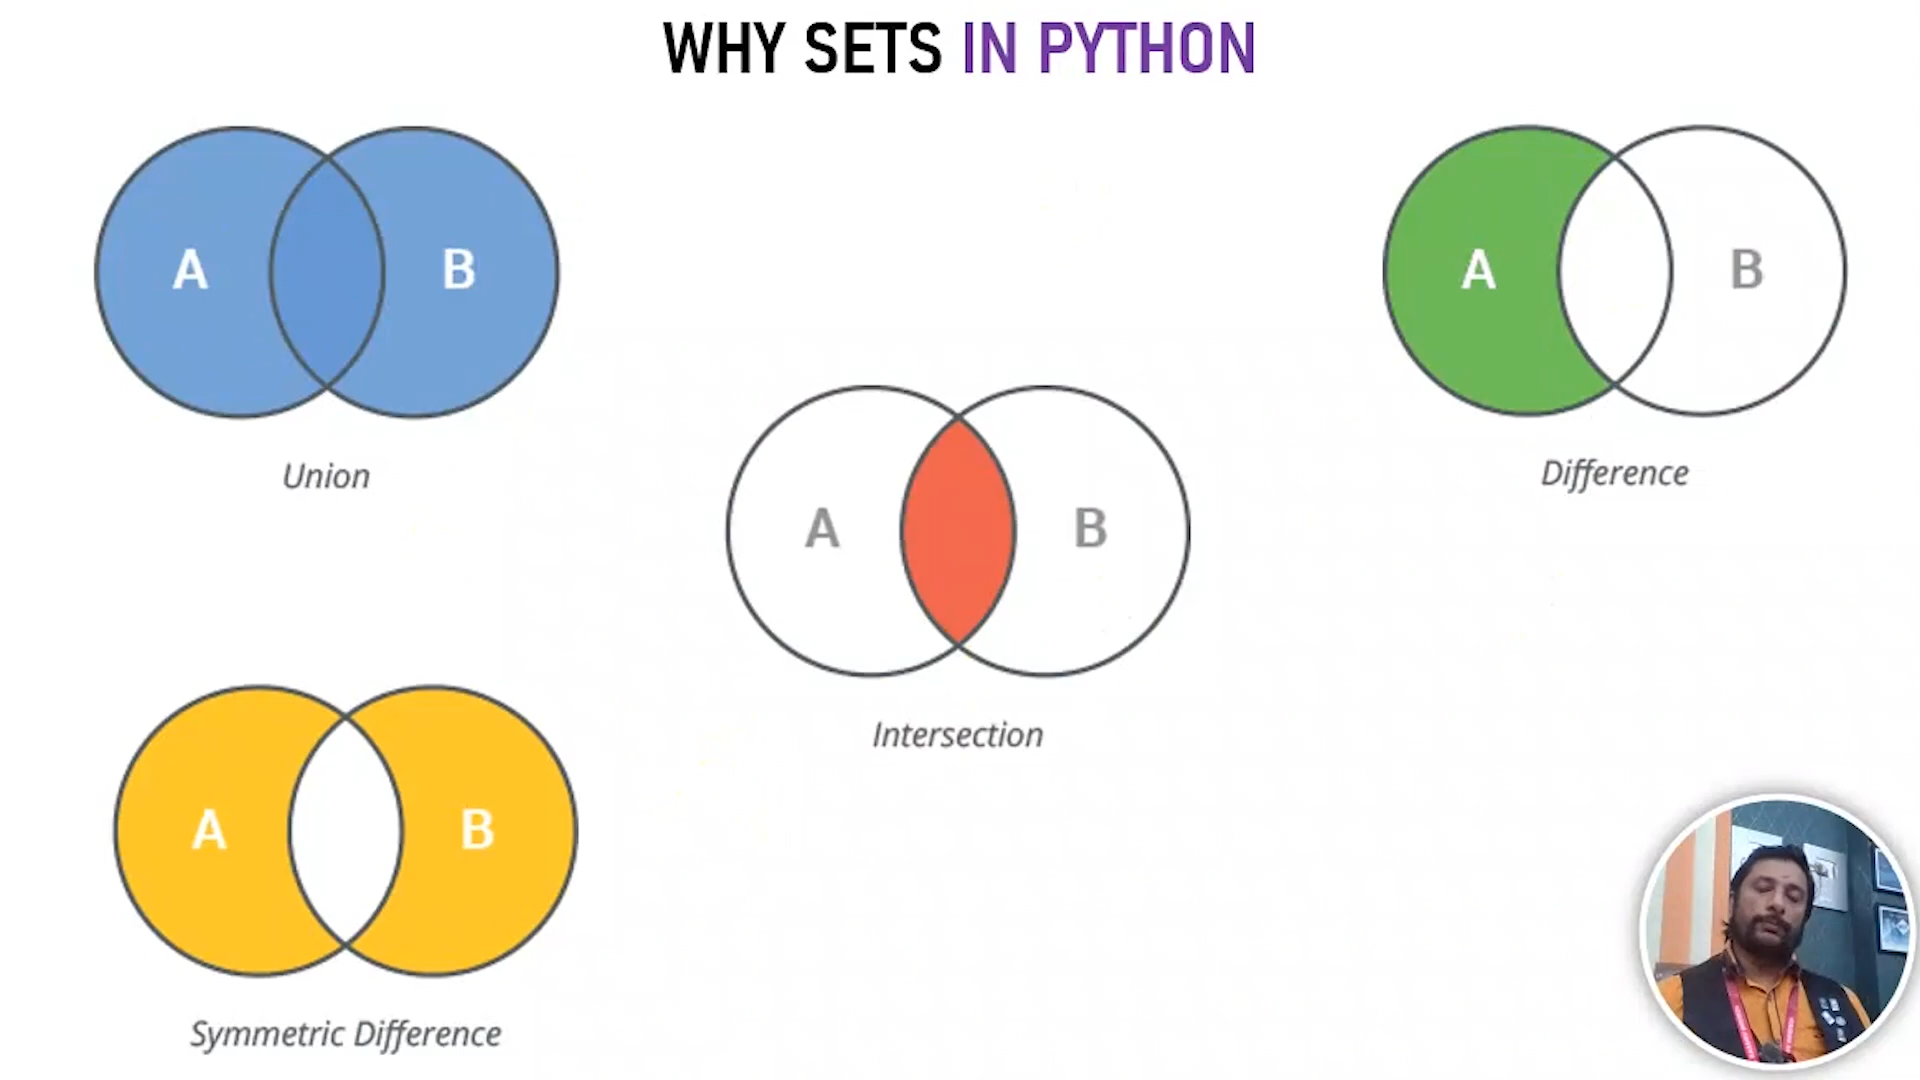 WHY SETS IN PYTHON
A B
Union
A B
Difference
A B
Intersection
A B
Symmetric Difference